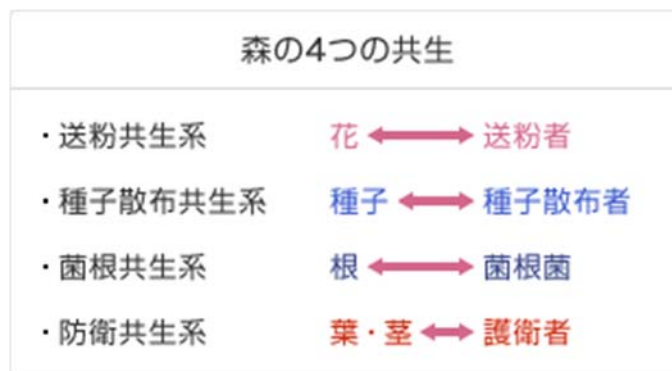 森の4つの共生
・送粉共生系 花 ⟷ 送粉者
・種子散布共生系 種子 ⟷ 種子散布者
・菌根共生系 根 ⟷ 菌根菌
・防衛共生系 葉・茎 ⟷ 護衛者